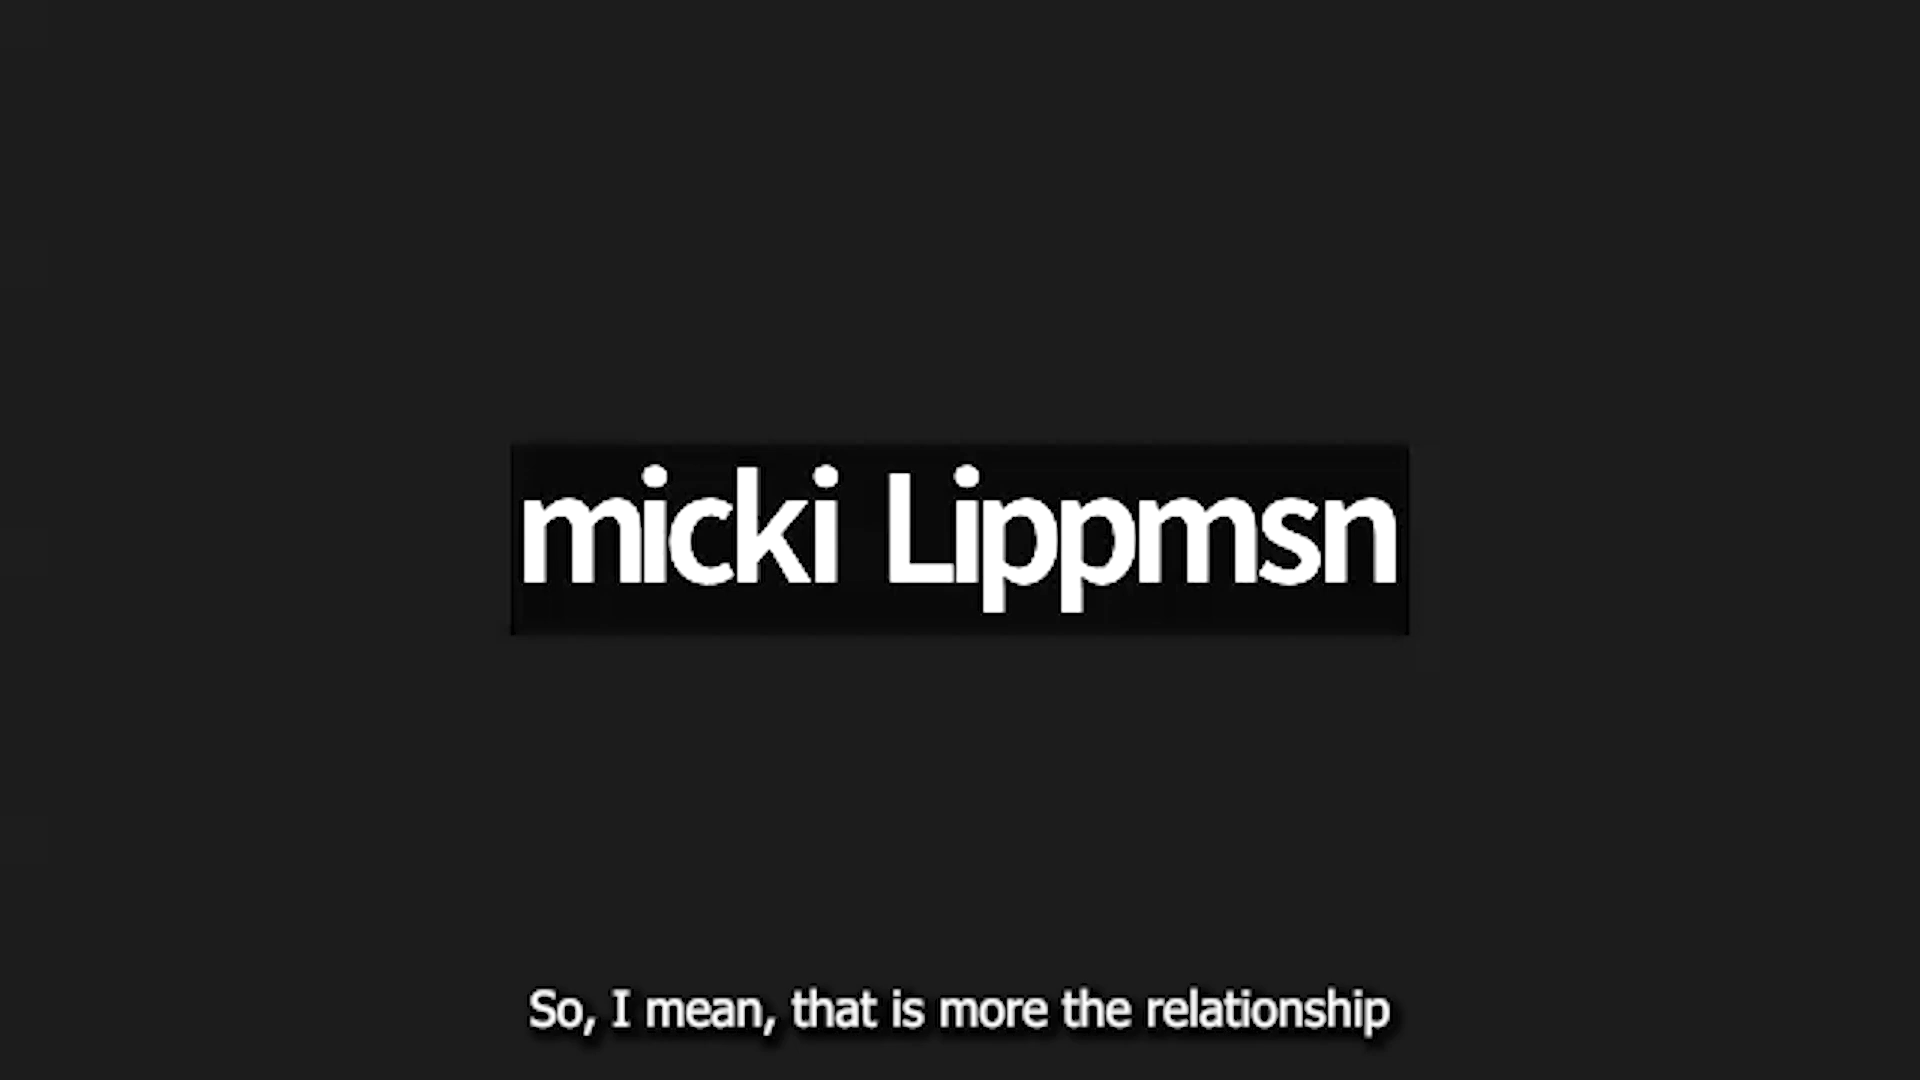 micki Lippmsn
So, I mean, that is more the relationship